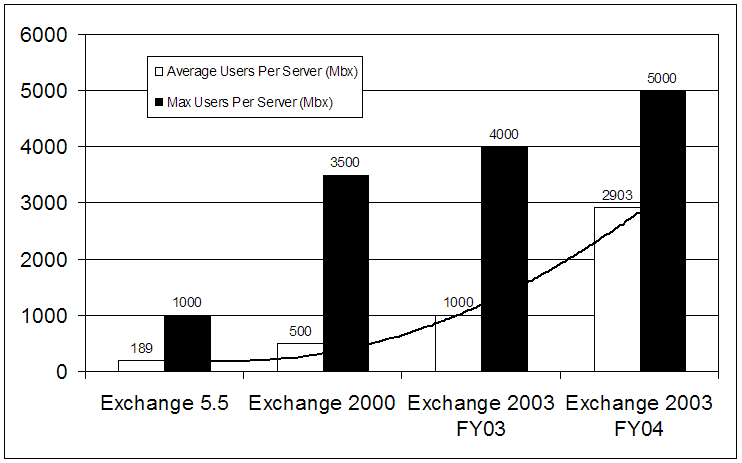 6000
5000
4000
3000
2000
1000
0
Average Users Per Server (Mbx)
Max Users Per Server (Mbx)
189
1000
500
3500
1000
4000
2903
5000
Exchange 5.5
Exchange 2000
Exchange 2003
FY03
Exchange 2003
FY04